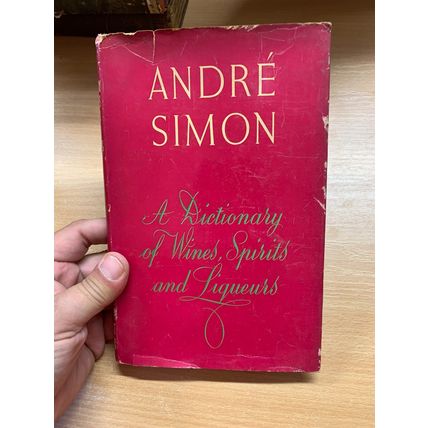 ANDRÉ
SIMON
A Dictionary
of Wines, Spirits
and Liqueurs